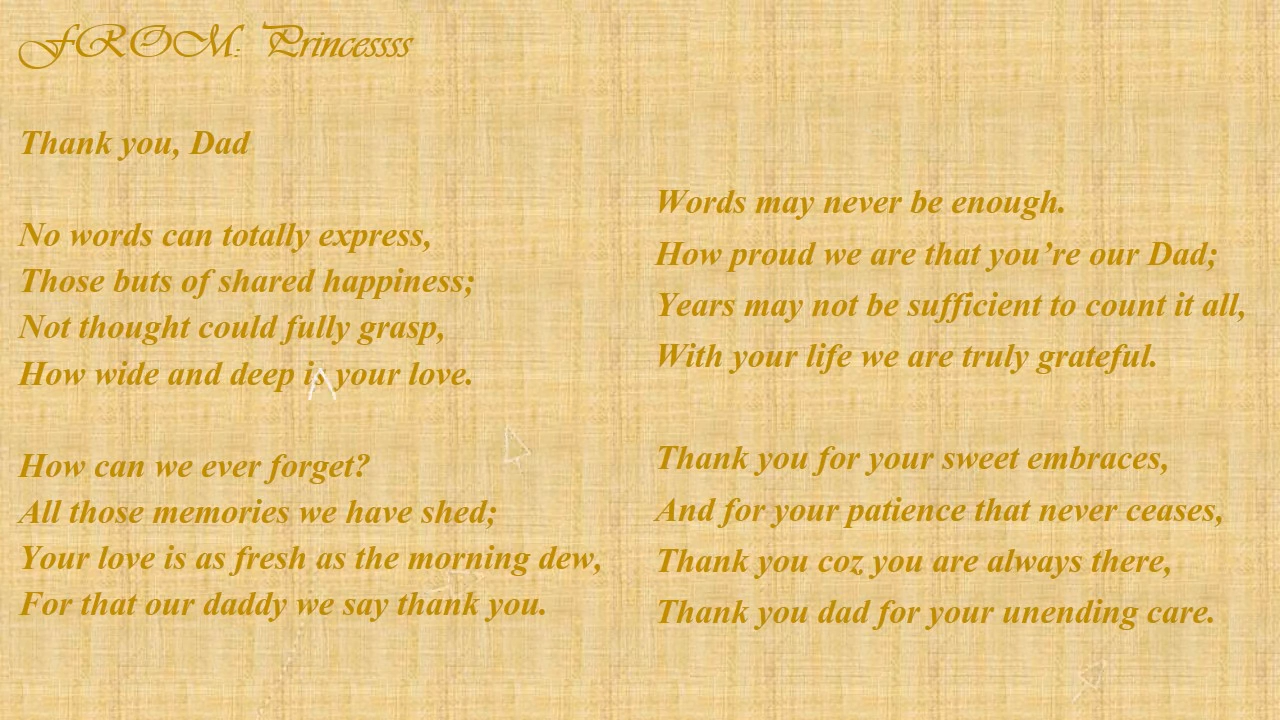 FROM: Princessss
Thank you, Dad
No words can totally express,
Those buts of shared happiness;
Not thought could fully grasp,
How wide and deep is your love.
How can we ever forget?
All those memories we have shed;
Your love is as fresh as the morning dew,
For that our daddy we say thank you.
Words may never be enough.
How proud we are that you’re our Dad;
Years may not be sufficient to count it all,
With your life we are truly grateful.
Thank you for your sweet embraces,
And for your patience that never ceases,
Thank you coz you are always there,
Thank you dad for your unending care.